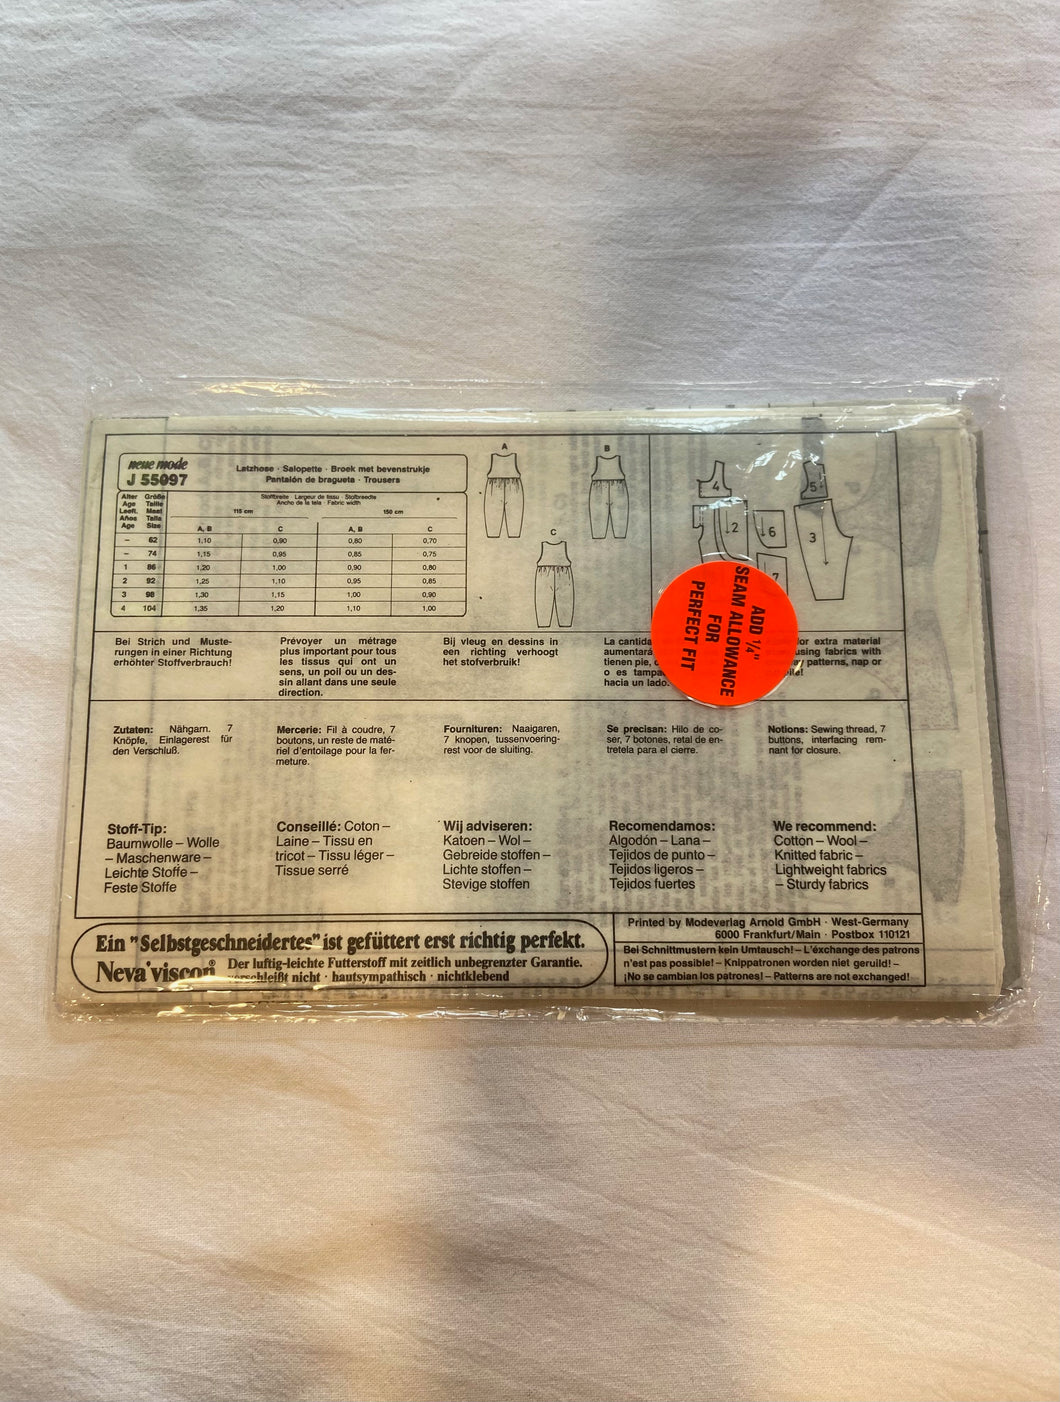 neue mode
J 55097
Latzhose · Salopette · Broek met bevenstrukje
Pantalón de bragueta · Trousers
Alter Größe
Age Taille
Leeft. Maat
Años Talla
Age Size
Stoffbreite · Largeur de tissu · Stofbreedte
Ancho de la tela · Fabric width
115 cm 150 cm
A, B C A, B C
– 62 1,10 0,90 0,80 0,70
– 74 1,15 0,95 0,85 0,75
1 86 1,20 1,00 0,90 0,80
2 92 1,25 1,10 0,95 0,85
3 98 1,30 1,15 1,00 0,90
4 104 1,35 1,20 1,10 1,00
A
B
C
4
5
2
6
3
7
ADD 1/4"
SEAM ALLOWANCE
FOR
PERFECT FIT
Bei Strich und Muste-
rungen in einer Richtung
erhöhter Stoffverbrauch!
Prévoyer un métrage
plus important pour tous
les tissus qui ont un
sens, un poil ou un des-
sin allant dans une seule
direction.
Bij vleug en dessins in
een richting verhoogt
het stofverbruik!
La cantida
aumentará
tienen pie,
o es tampa
hacia un lado.
for extra material
using fabrics with
patterns, nap or
Zutaten: Nähgarn. 7
Knöpfe, Einlagerest für
den Verschluß.
Mercerie: Fil à coudre, 7
boutons, un reste de maté-
riel d'entoilage pour la fer-
meture.
Fournituren: Naaigaren,
7 knopen, tussenvoering-
rest voor de sluiting.
Se precisan: Hilo de co-
ser, 7 botones, retal de en-
tretela para el cierre.
Notions: Sewing thread, 7
buttons, interfacing rem-
nant for closure.
Stoff-Tip:
Baumwolle – Wolle
– Maschenware –
Leichte Stoffe –
Feste Stoffe
Conseillé: Coton –
Laine – Tissu en
tricot – Tissu léger –
Tissue serré
Wij adviseren:
Katoen – Wol –
Gebreide stoffen –
Lichte stoffen –
Stevige stoffen
Recomendamos:
Algodón – Lana –
Tejidos de punto –
Tejidos ligeros –
Tejidos fuertes
We recommend:
Cotton – Wool –
Knitted fabric –
Lightweight fabrics
– Sturdy fabrics
Ein "Selbstgeschneidertes" ist gefüttert erst richtig perfekt.
Neva'viscon® Der luftig-leichte Futterstoff mit zeitlich unbegrenzter Garantie.
verschleißt nicht · hautsympathisch · nichtklebend
Printed by Modeverlag Arnold GmbH · West-Germany
6000 Frankfurt/Main · Postbox 110121
Bei Schnittmustern kein Umtausch! – L'échange des patrons
n'est pas possible! – Knippatronen worden niet geruild! –
¡No se cambian los patrones! – Patterns are not exchanged!